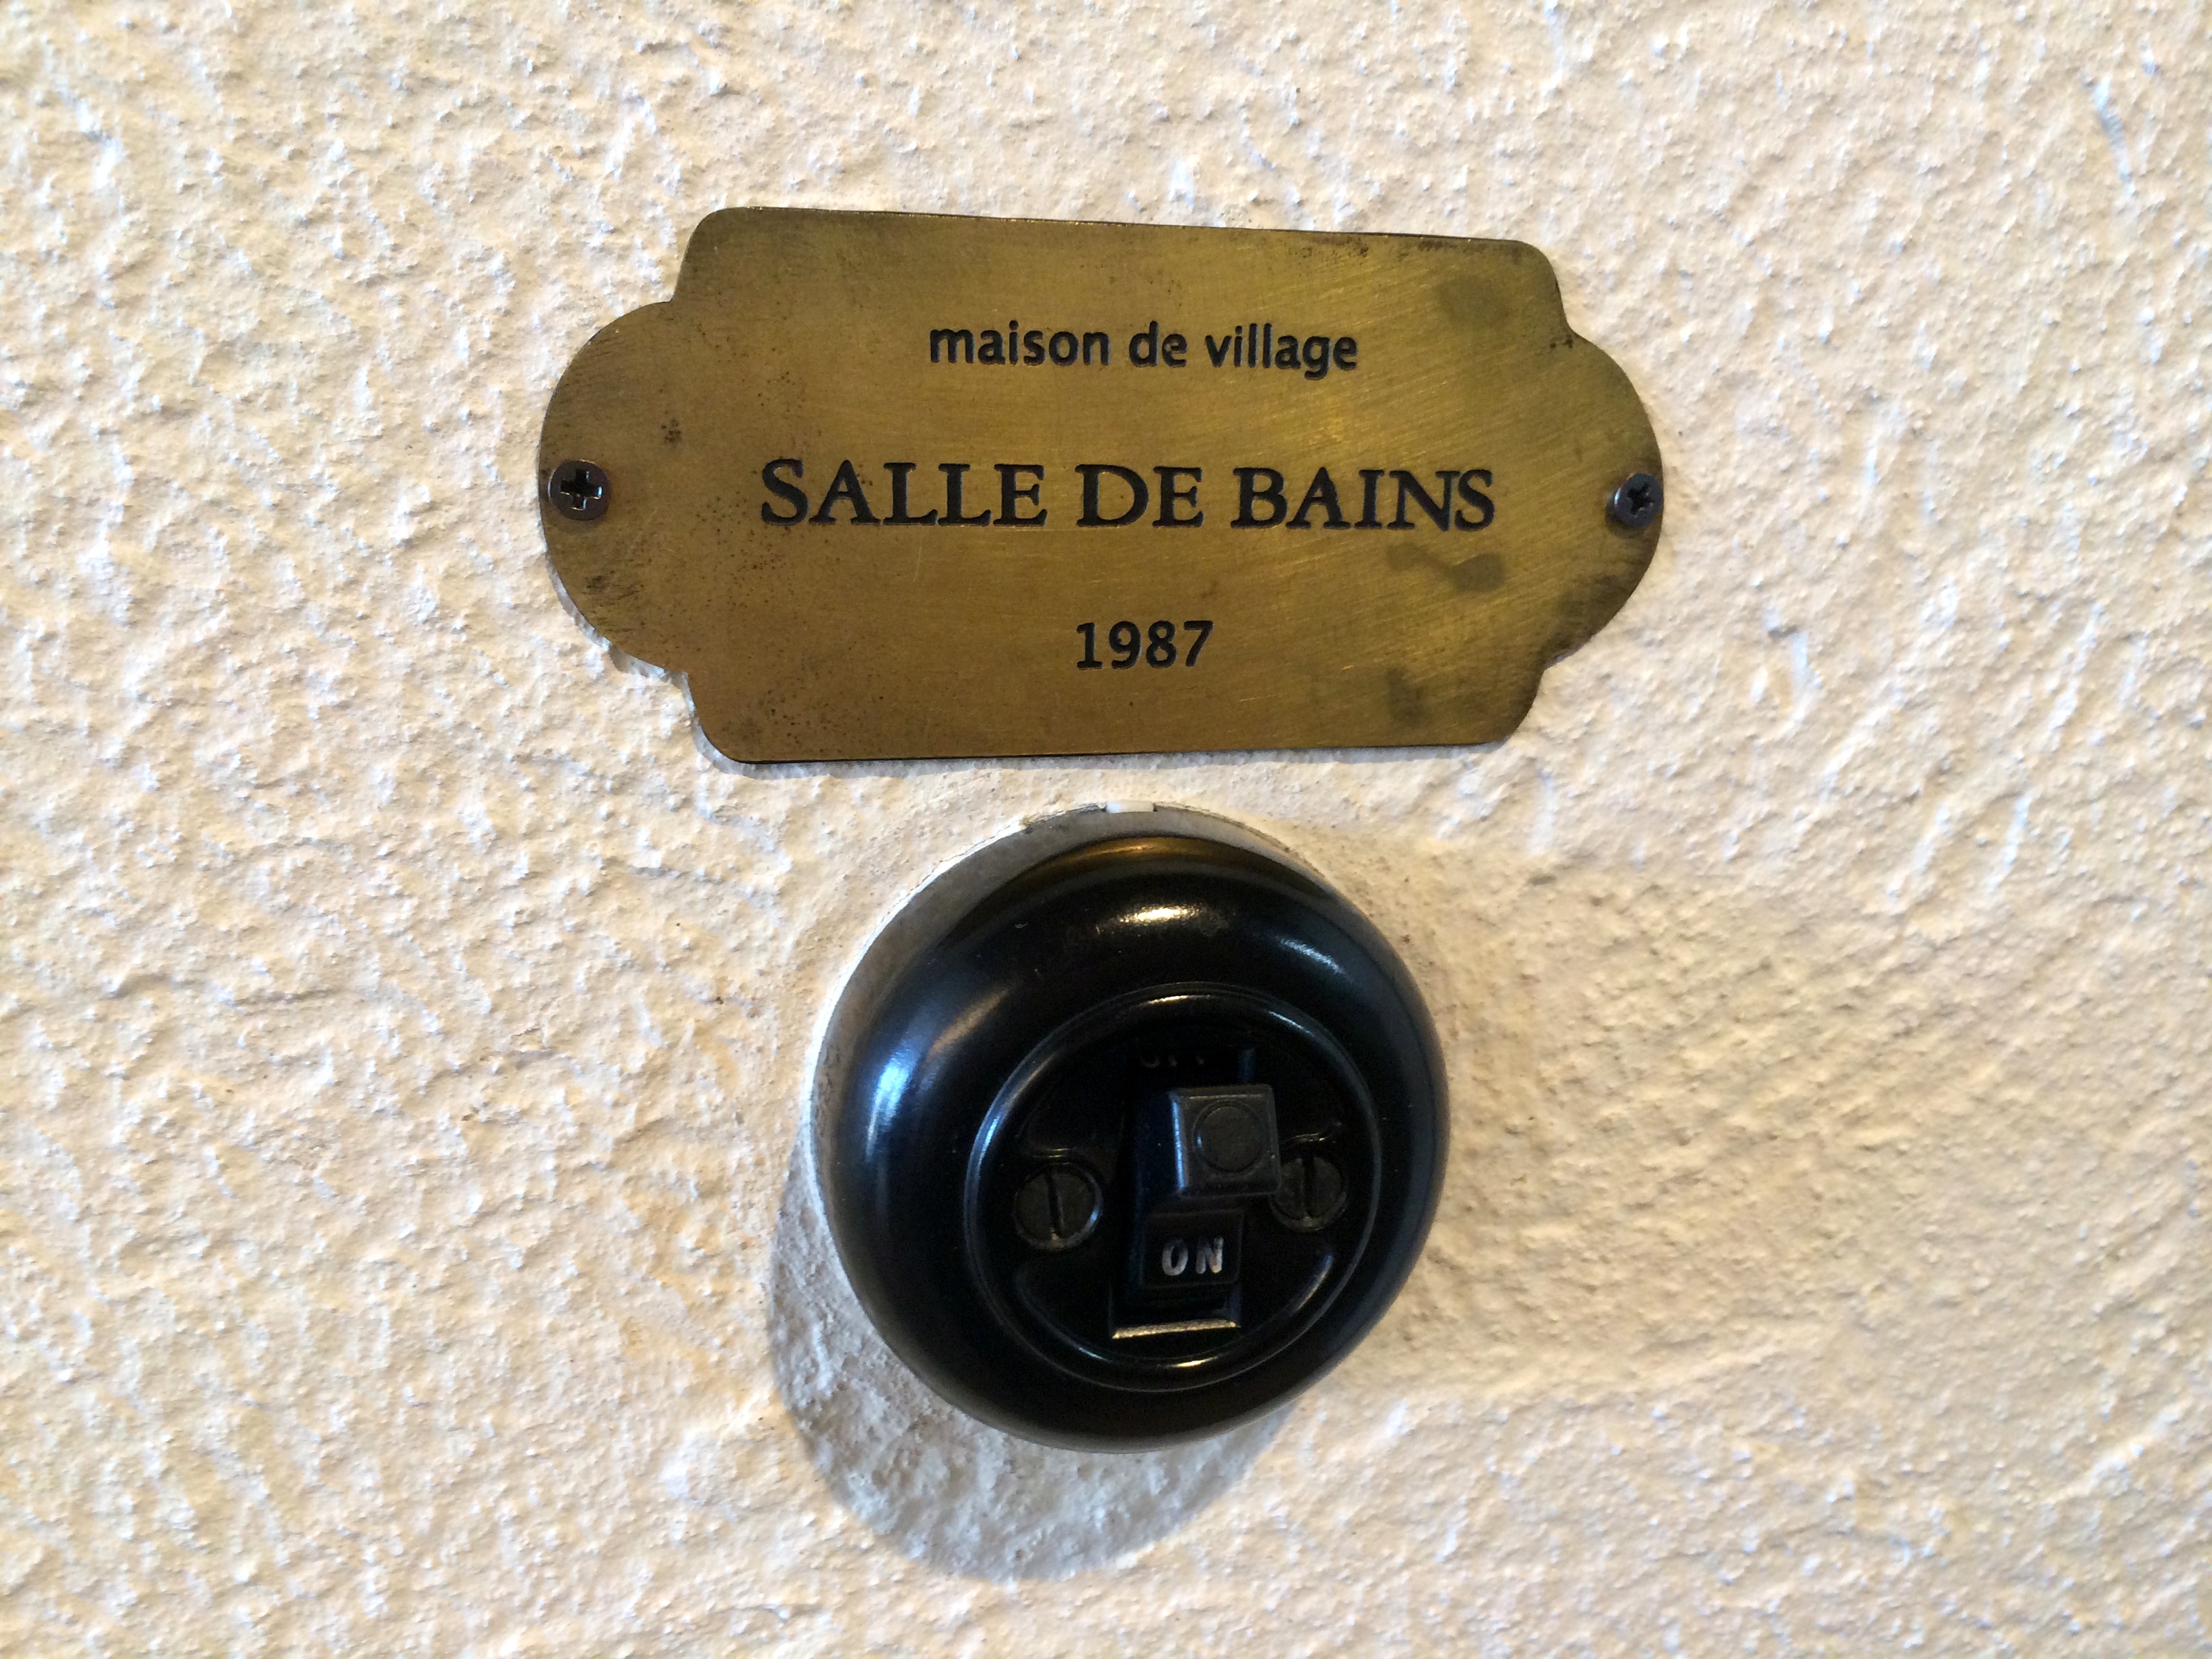 maison de village
SALLE DE BAINS
1987
ON